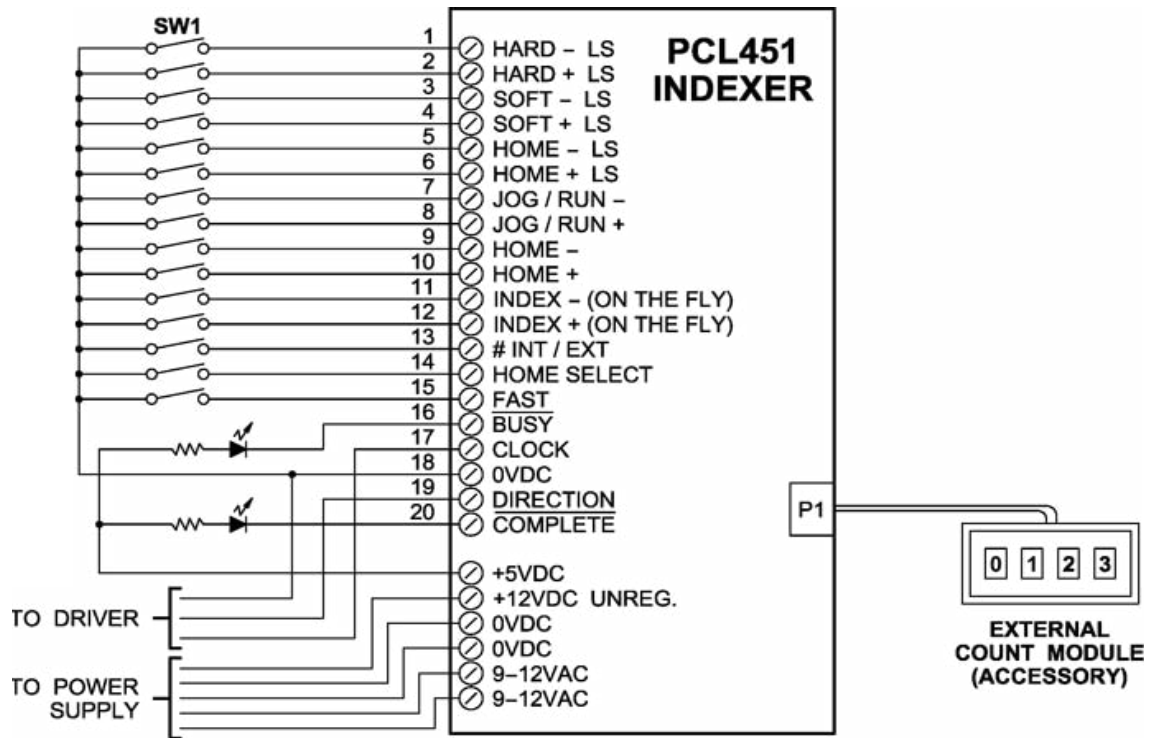 SW1
PCL451
INDEXER
1 HARD – LS
2 HARD + LS
3 SOFT – LS
4 SOFT + LS
5 HOME – LS
6 HOME + LS
7 JOG / RUN –
8 JOG / RUN +
9 HOME –
10 HOME +
11 INDEX – (ON THE FLY)
12 INDEX + (ON THE FLY)
13 # INT / EXT
14 HOME SELECT
15 FAST
16 BUSY
17 CLOCK
18 0VDC
19 DIRECTION
20 COMPLETE
+5VDC
+12VDC UNREG.
0VDC
0VDC
9–12VAC
9–12VAC
TO DRIVER
TO POWER
SUPPLY
P1
0 1 2 3
EXTERNAL
COUNT MODULE
(ACCESSORY)